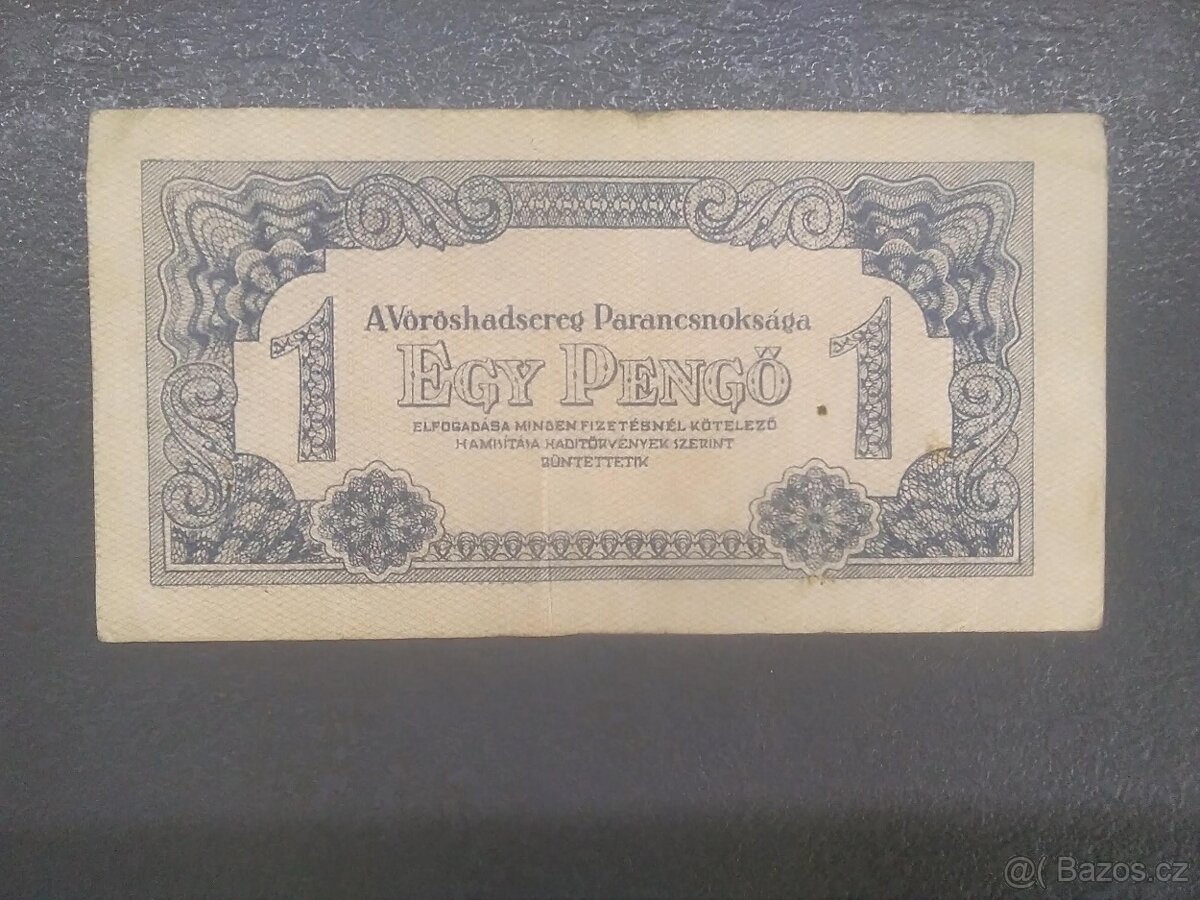 A Vöröshadsereg Parancsnoksága
1 EGY PENGŐ 1
ELFOGADÁSA MINDEN FIZETÉSNÉL KÖTELEZŐ
HAMISÍTÁSA HADITÖRVÉNYEK SZERINT
BÜNTETTETIK
@( Bazos.cz